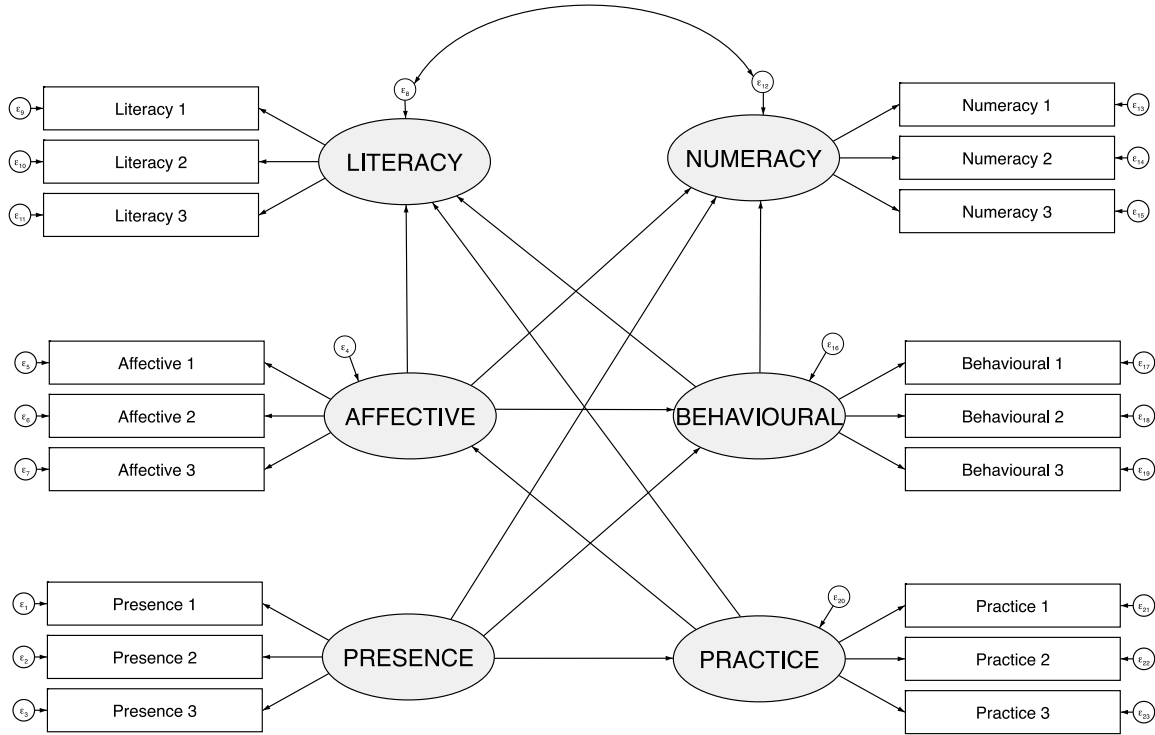 ε8
ε12
ε9
Literacy 1
ε10
Literacy 2
ε11
Literacy 3
LITERACY
NUMERACY
Numeracy 1
ε13
Numeracy 2
ε14
Numeracy 3
ε15
ε4
ε16
ε5
Affective 1
ε6
Affective 2
ε7
Affective 3
AFFECTIVE
BEHAVIOURAL
Behavioural 1
ε17
Behavioural 2
ε18
Behavioural 3
ε19
ε20
ε1
Presence 1
ε2
Presence 2
ε3
Presence 3
PRESENCE
PRACTICE
Practice 1
ε21
Practice 2
ε22
Practice 3
ε23